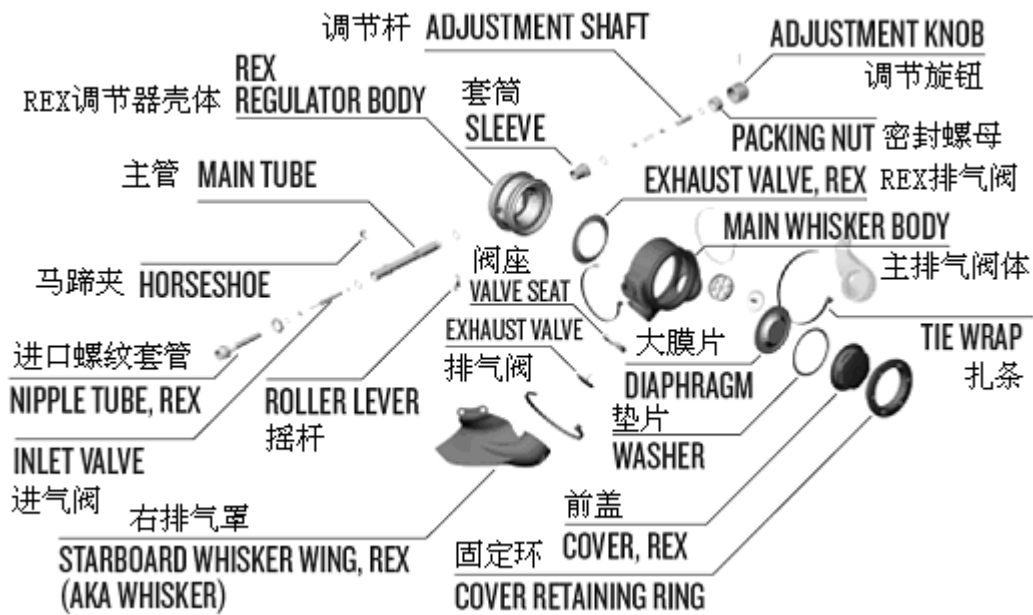 调节杆 ADJUSTMENT SHAFT
ADJUSTMENT KNOB
调节旋钮
REX
REX调节器壳体 REGULATOR BODY
套筒
SLEEVE
PACKING NUT 密封螺母
主管 MAIN TUBE
EXHAUST VALVE, REX REX排气阀
MAIN WHISKER BODY
主排气阀体
马蹄夹 HORSESHOE
阀座
VALVE SEAT
EXHAUST VALVE
排气阀
大膜片
DIAPHRAGM
TIE WRAP
扎条
进口螺纹套管
NIPPLE TUBE, REX
ROLLER LEVER
摇杆
垫片
WASHER
INLET VALVE
进气阀
右排气罩
STARBOARD WHISKER WING, REX
(AKA WHISKER)
前盖
COVER, REX
固定环
COVER RETAINING RING